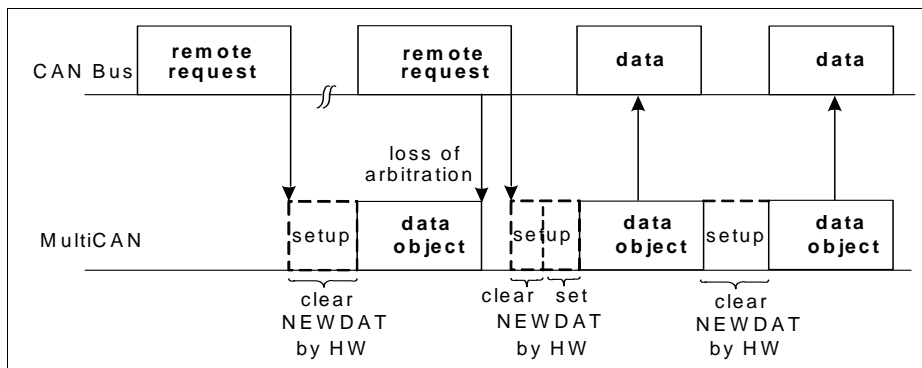 remote
request
remote
request
data
data
CAN Bus
loss of
arbitration
MultiCAN
setup
data
object
setup
data
object
setup
data
object
clear
NEWDAT
by HW
clear set
NEWDAT
by HW
clear
NEWDAT
by HW